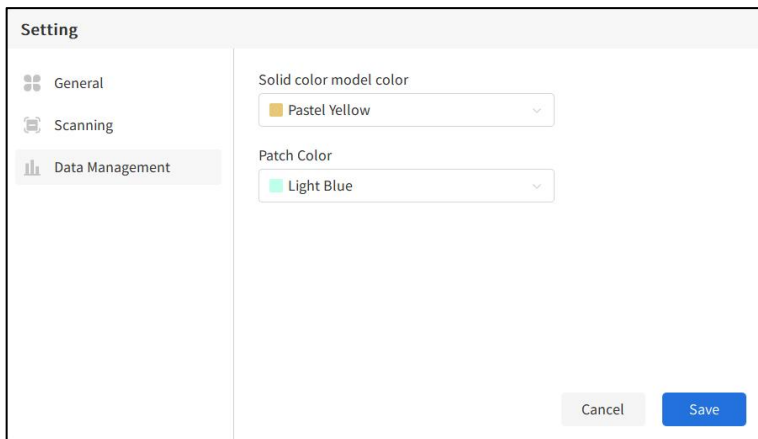 Setting
General
Scanning
Data Management
Solid color model color
Pastel Yellow
Patch Color
Light Blue
Cancel
Save